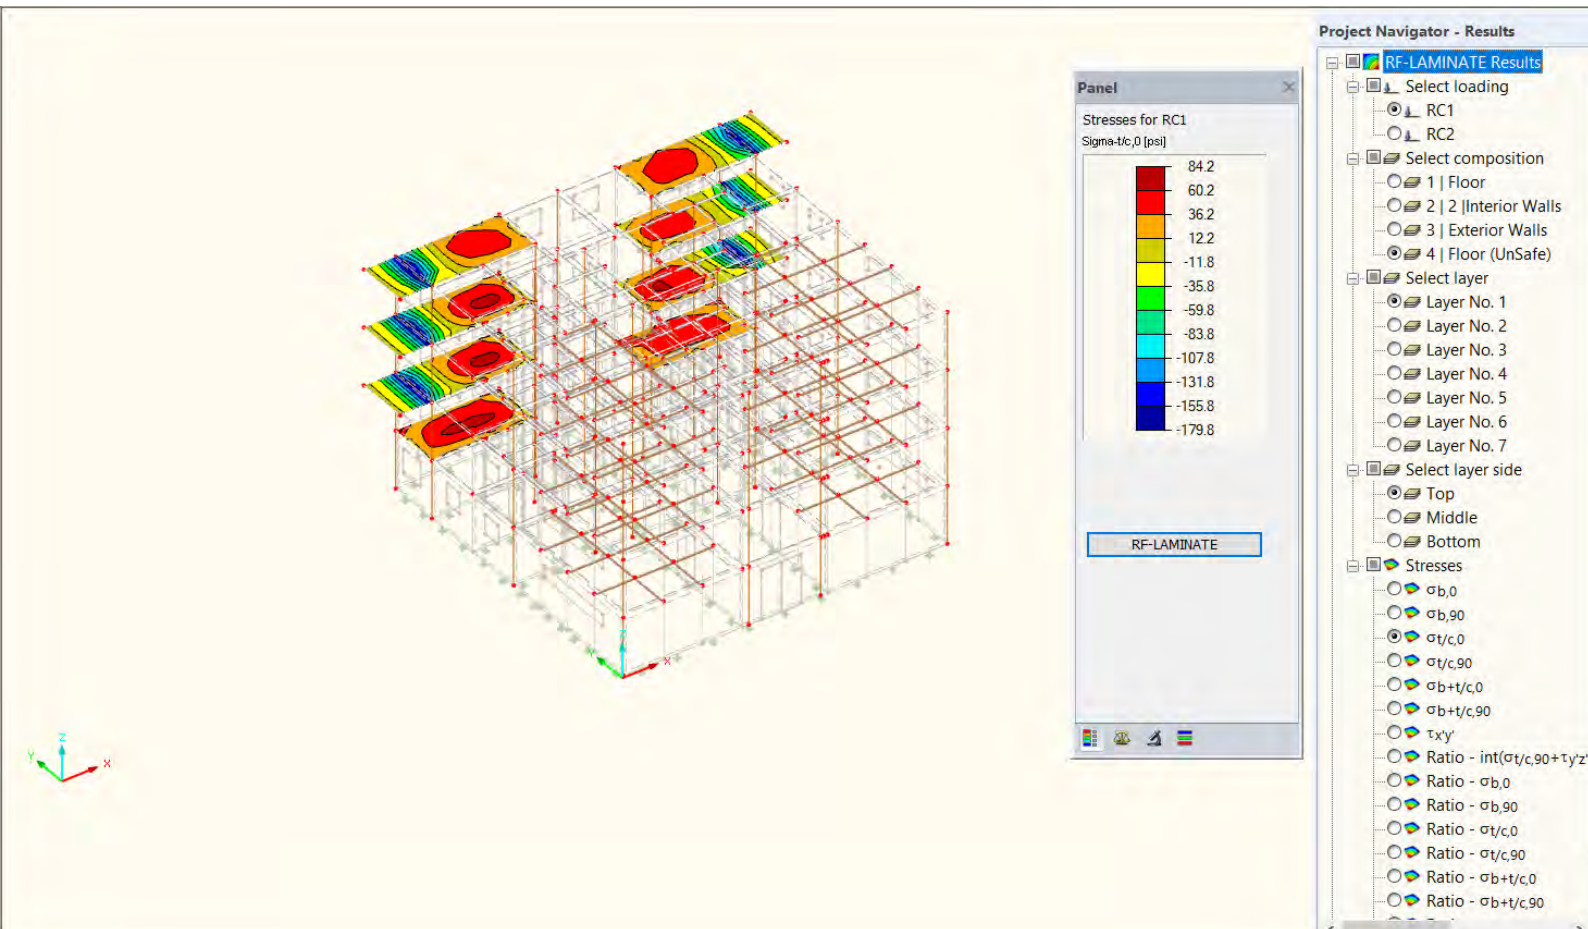 Project Navigator - Results
RF-LAMINATE Results
Select loading
RC1
RC2
Select composition
1 | Floor
2 | 2 |Interior Walls
3 | Exterior Walls
4 | Floor (UnSafe)
Select layer
Layer No. 1
Layer No. 2
Layer No. 3
Layer No. 4
Layer No. 5
Layer No. 6
Layer No. 7
Select layer side
Top
Middle
Bottom
Stresses
σb,0
σb,90
σt/c,0
σt/c,90
σb+t/c,0
σb+t/c,90
τx'y'
Ratio - int(σt/c,90+τy'z'
Ratio - σb,0
Ratio - σb,90
Ratio - σt/c,0
Ratio - σt/c,90
Ratio - σb+t/c,0
Ratio - σb+t/c,90
Panel
Stresses for RC1
Sigma-t/c,0 [psi]
84.2
60.2
36.2
12.2
-11.8
-35.8
-59.8
-83.8
-107.8
-131.8
-155.8
-179.8
RF-LAMINATE
Z
Y
X
Z
Y
X